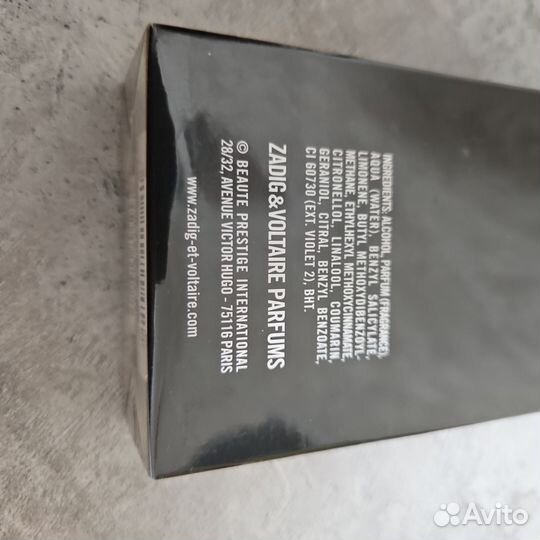 INGREDIENTS: ALCOHOL, PARFUM (FRAGRANCE),
AQUA (WATER), BENZYL SALICYLATE,
LIMONENE, BUTYL METHOXYDIBENZOYL-
METHANE, ETHYLHEXYL METHOXYCINNAMATE,
CITRONELLOL, LINALOOL, COUMARIN,
GERANIOL, CITRAL, BENZYL BENZOATE,
CI 60730 (EXT. VIOLET 2), BHT.
ZADIG&VOLTAIRE PARFUMS
© BEAUTE PRESTIGE INTERNATIONAL
28/32, AVENUE VICTOR HUGO - 75116 PARIS
www.zadig-et-voltaire.com
Avito